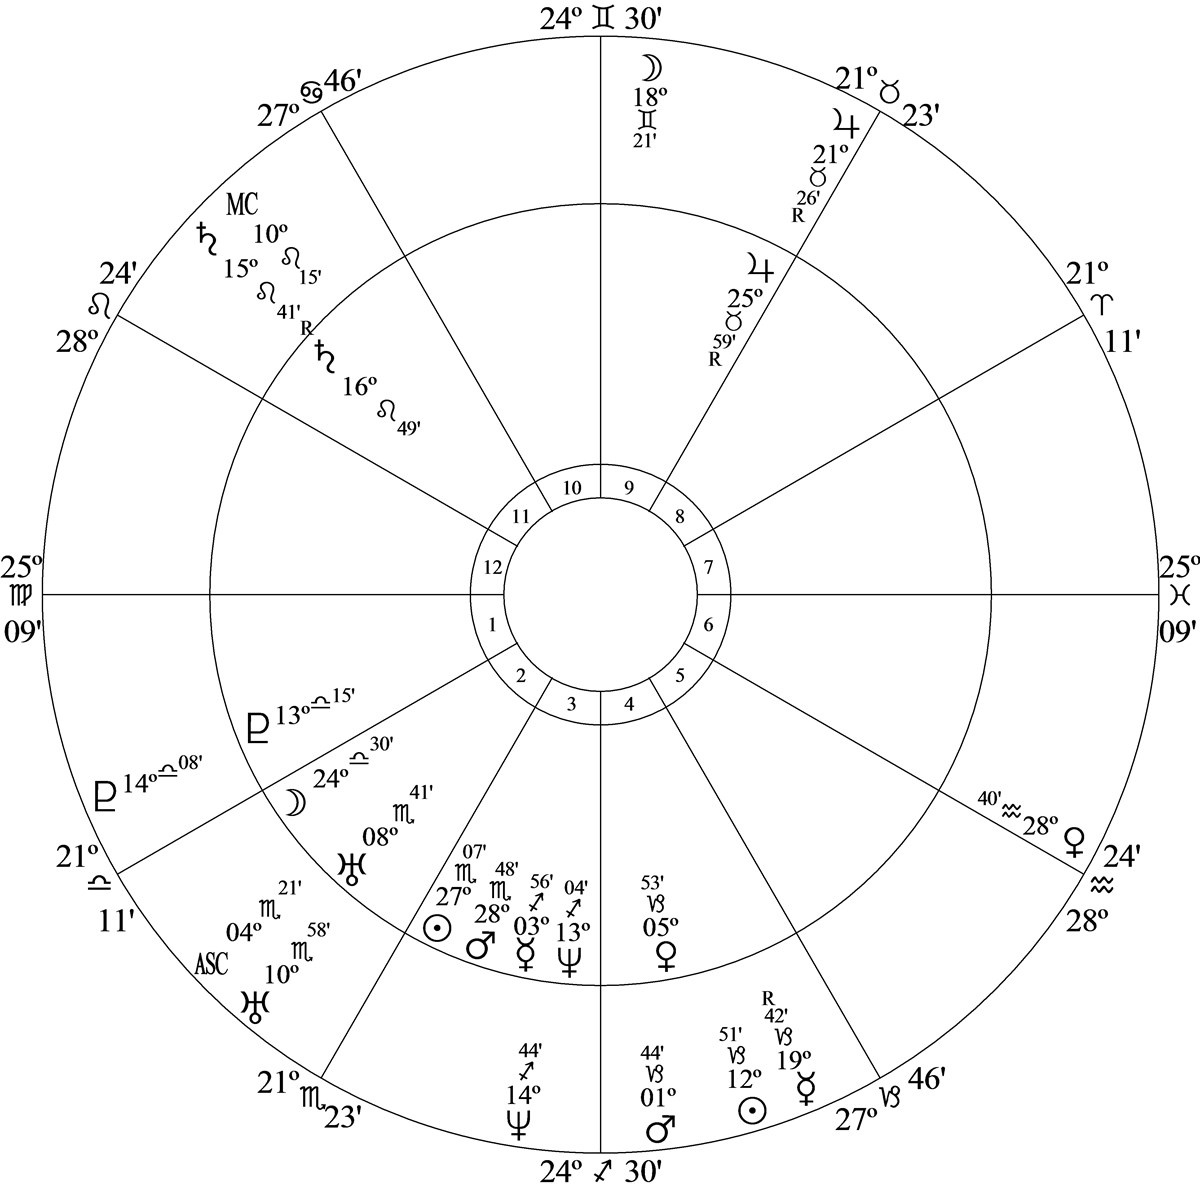 24º ♊ 30'
27º ♋ 46'
21º ♉ 23'
☽
18º
♊
21'
♃
21º
♉
26'
R
MC
10º
♌
15'
♄
15º
♌
41'
R
24'
♌
28º
21º
♈
11'
♃
25º
♉
59'
R
♄
16º
♌
49'
10
9
11
8
12
7
1
6
2
5
3
4
25º
♍
09'
25º
♓
09'
♇ 13º ♎ 15'
♇ 14º ♎ 08'
☽ 24º ♎ 30'
♅
08º
♏
41'
21º
♎
11'
40' ♒ 28º ♀
24'
♒
28º
07'
♏
27º
☉
48'
♏
28º
♂
56'
♐
03º
☿
04'
♐
13º
♆
53'
♑
05º
♀
21'
♏
04º
ASC
58'
♏
10º
♅
44'
♐
14º
♆
44'
♑
01º
♂
51'
♑
12º
☉
R
42'
♑
19º
☿
21º ♏ 23'
27º ♑ 46'
24º ♐ 30'